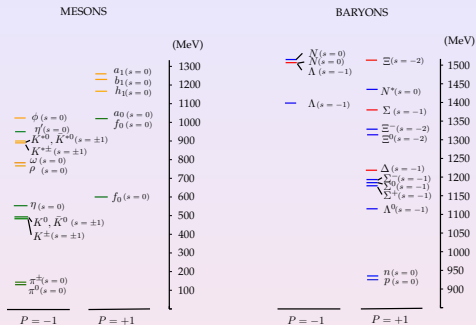 MESONS
(MeV)
1300
1200
1100
1000
900
800
700
600
500
400
300
200
100
a₁(s=0)
b₁(s=0)
h₁(s=0)
a₀(s=0)
f₀(s=0)
f₀(s=0)
ϕ(s=0)
η′(s=0)
K*⁰, K̄*⁰(s=±1)
K*±(s=±1)
ω(s=0)
ρ (s=0)
η(s=0)
K⁰, K̄⁰(s=±1)
K±(s=±1)
π±(s=0)
π⁰(s=0)
P = −1
P = +1
BARYONS
(MeV)
1500
1450
1400
1350
1300
1250
1200
1150
1100
1050
1000
950
900
N(s=0)
N(s=0)
Λ(s=−1)
Λ(s=−1)
Ξ(s=−2)
N*(s=0)
Σ(s=−1)
Ξ⁻(s=−2)
Ξ⁰(s=−2)
Δ(s=−1)
Σ⁻(s=−1)
Σ⁰(s=−1)
Σ⁺(s=−1)
Λ⁰(s=−1)
n(s=0)
p(s=0)
P = −1
P = +1